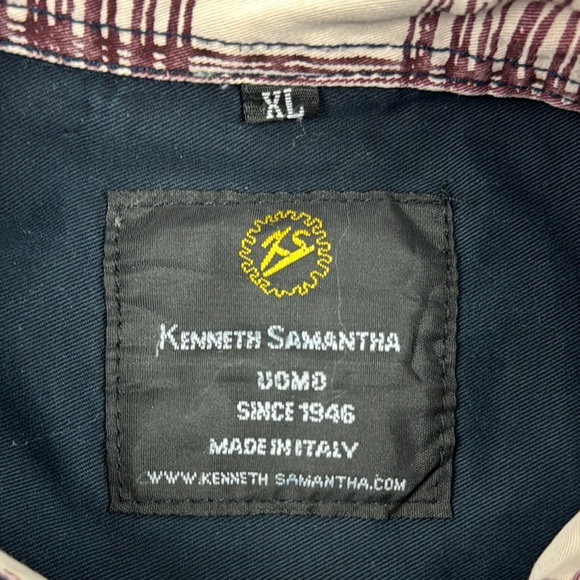 XL
KS
KENNETH SAMANTHA
UOMO
SINCE 1946
MADE IN ITALY
WWW.KENNETH SAMANTHA.COM